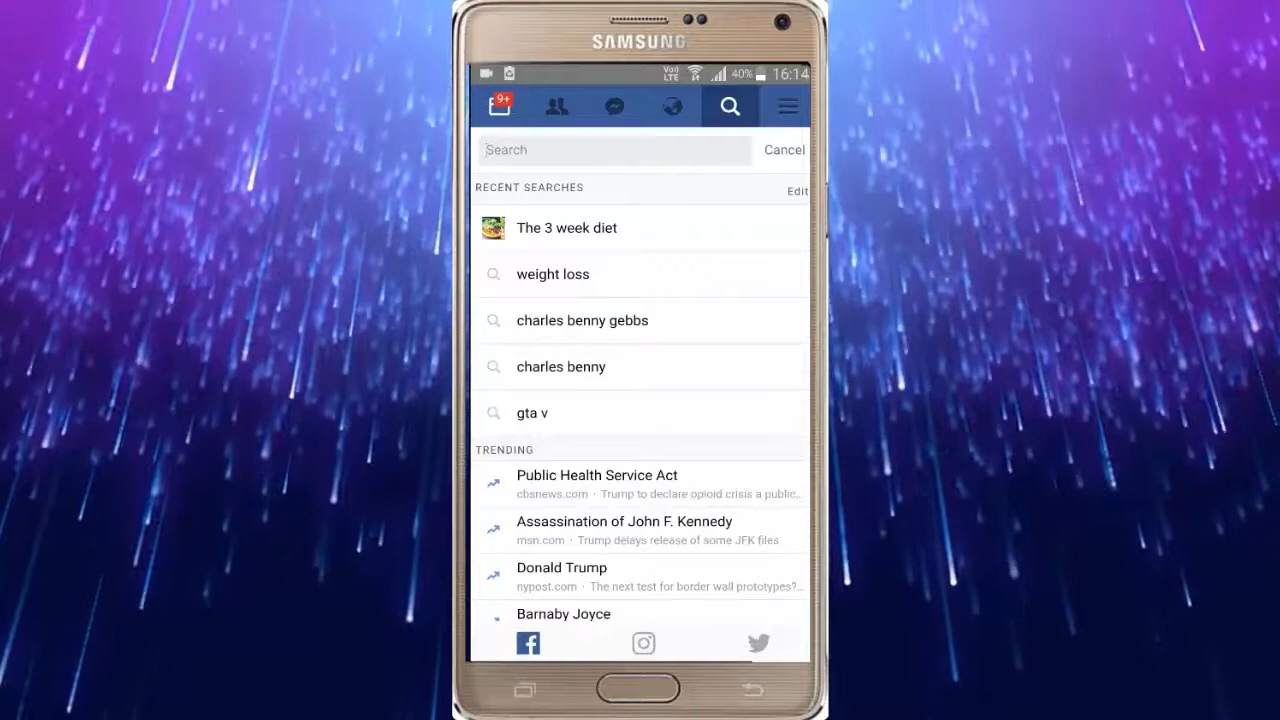 SAMSUNG
Vo) LTE 40% 16:14
9+
Search Cancel
RECENT SEARCHES Edit
The 3 week diet
weight loss
charles benny gebbs
charles benny
gta v
TRENDING
Public Health Service Act
cbsnews.com · Trump to declare opioid crisis a public...
Assassination of John F. Kennedy
msn.com · Trump delays release of some JFK files
Donald Trump
nypost.com · The next test for border wall prototypes?...
Barnaby Joyce